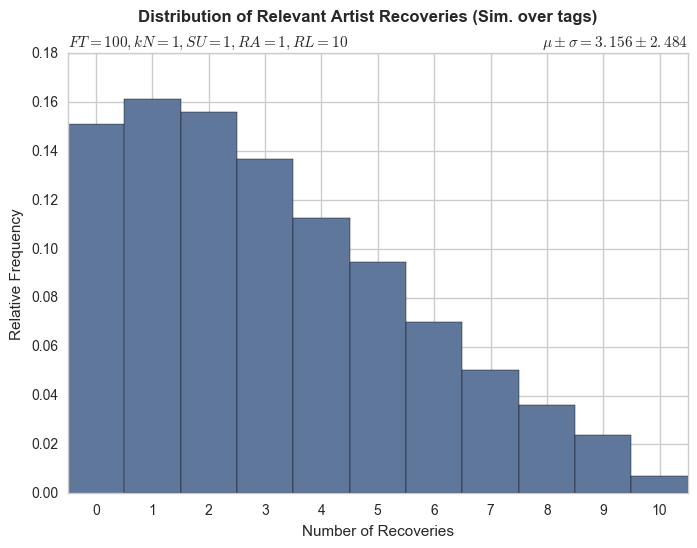 Distribution of Relevant Artist Recoveries (Sim. over tags)
FT = 100, kN = 1, SU = 1, RA = 1, RL = 10
μ ± σ = 3.156 ± 2.484
0.18
0.16
0.14
0.12
0.10
0.08
0.06
0.04
0.02
0.00
Relative Frequency
0 1 2 3 4 5 6 7 8 9 10
Number of Recoveries